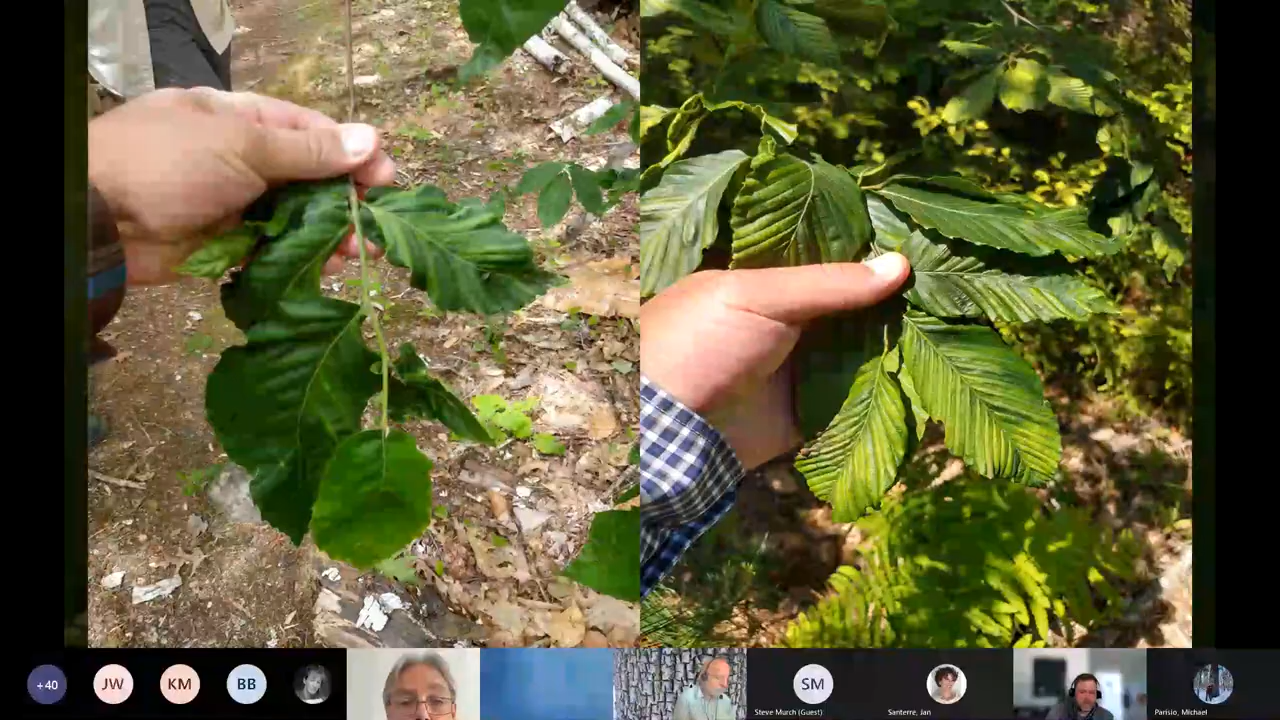 +40
JW
KM
BB
SM
Steve Murch (Guest)
Santerre, Jan
Parisio, Michael